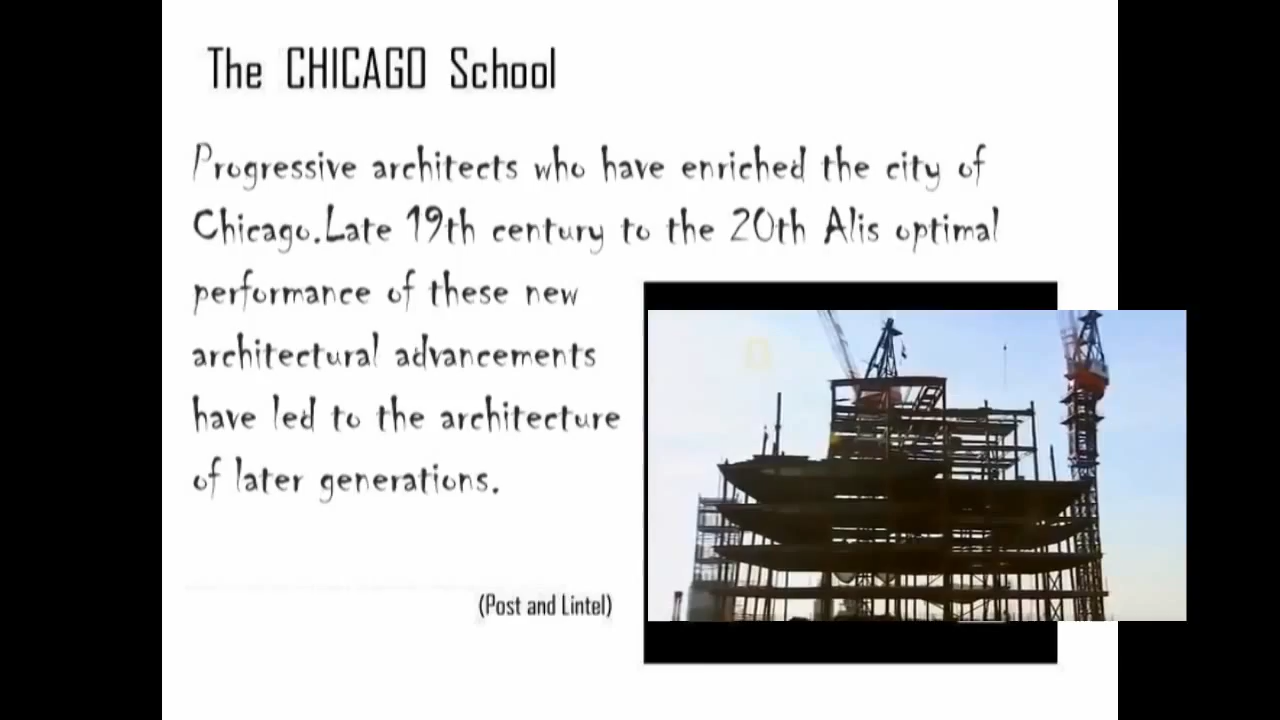 The CHICAGO School
Progressive architects who have enriched the city of
Chicago.Late 19th century to the 20th Alis optimal
performance of these new
architectural advancements
have led to the architecture
of later generations.
(Post and Lintel)